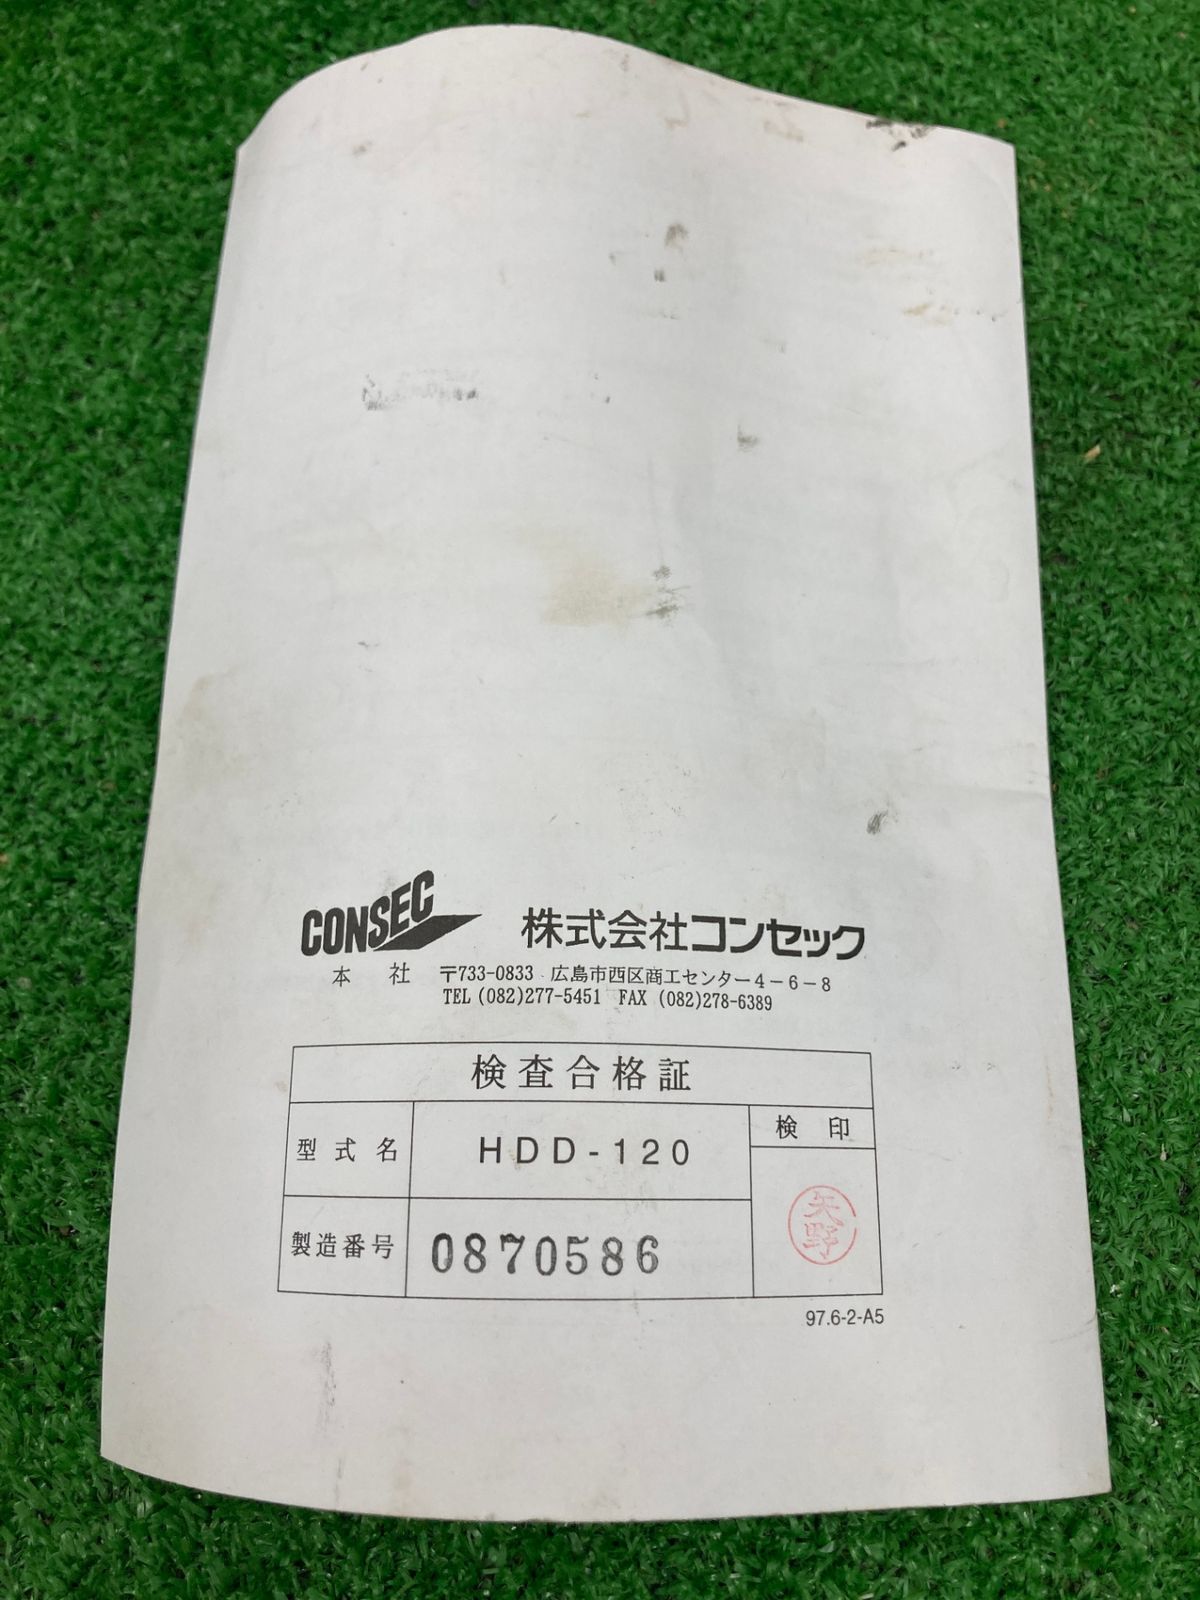 CONSEC 株式会社コンセック
本 社 〒733-0833 広島市西区商工センター4-6-8
TEL (082)277-5451 FAX (082)278-6389
検査合格証
型式名 HDD-120 検印
製造番号 0870586 矢野
97.6-2-A5